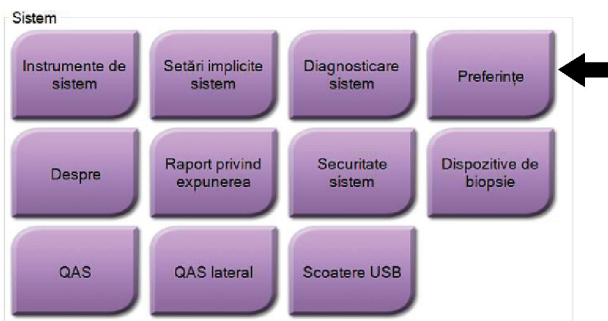 Sistem
Instrumente de
sistem
Setări implicite
sistem
Diagnosticare
sistem
Preferințe
Despre
Raport privind
expunerea
Securitate
sistem
Dispozitive de
biopsie
QAS
QAS lateral
Scoatere USB